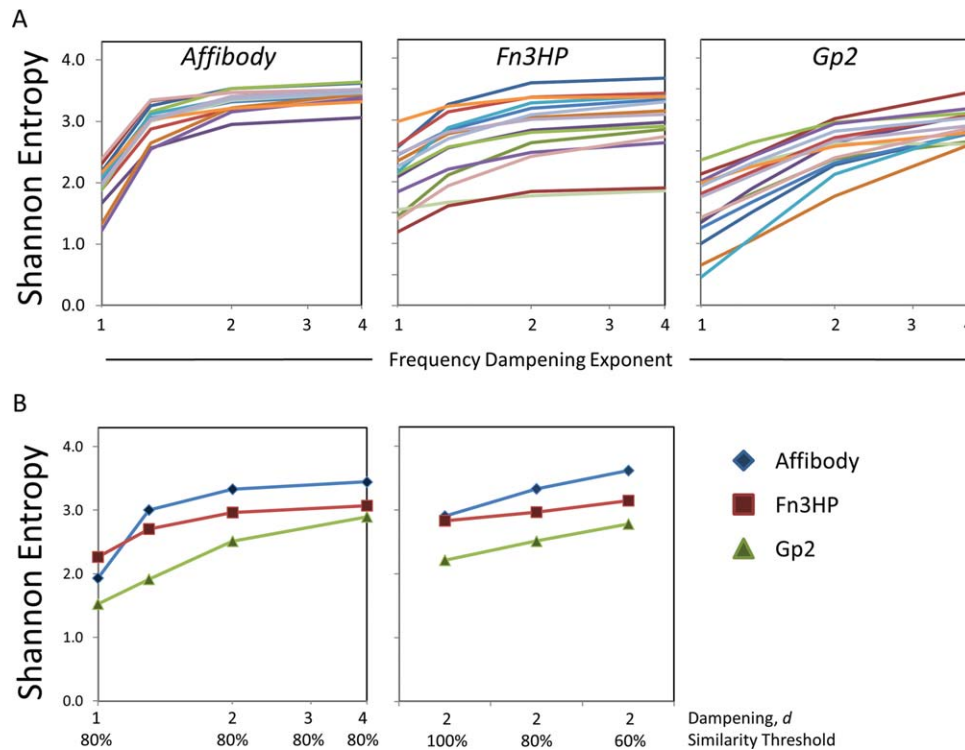 A
Affibody
Fn3HP
Gp2
Shannon Entropy
4.0
3.0
2.0
1.0
0.0
1 2 3 4
1 2 3 4
1 2 3 4
Frequency Dampening Exponent
B
Shannon Entropy
4.0
3.0
2.0
1.0
0.0
Affibody
Fn3HP
Gp2
1 2 3 4 2 2 2 Dampening, d
80% 80% 80% 80% 100% 80% 60% Similarity Threshold